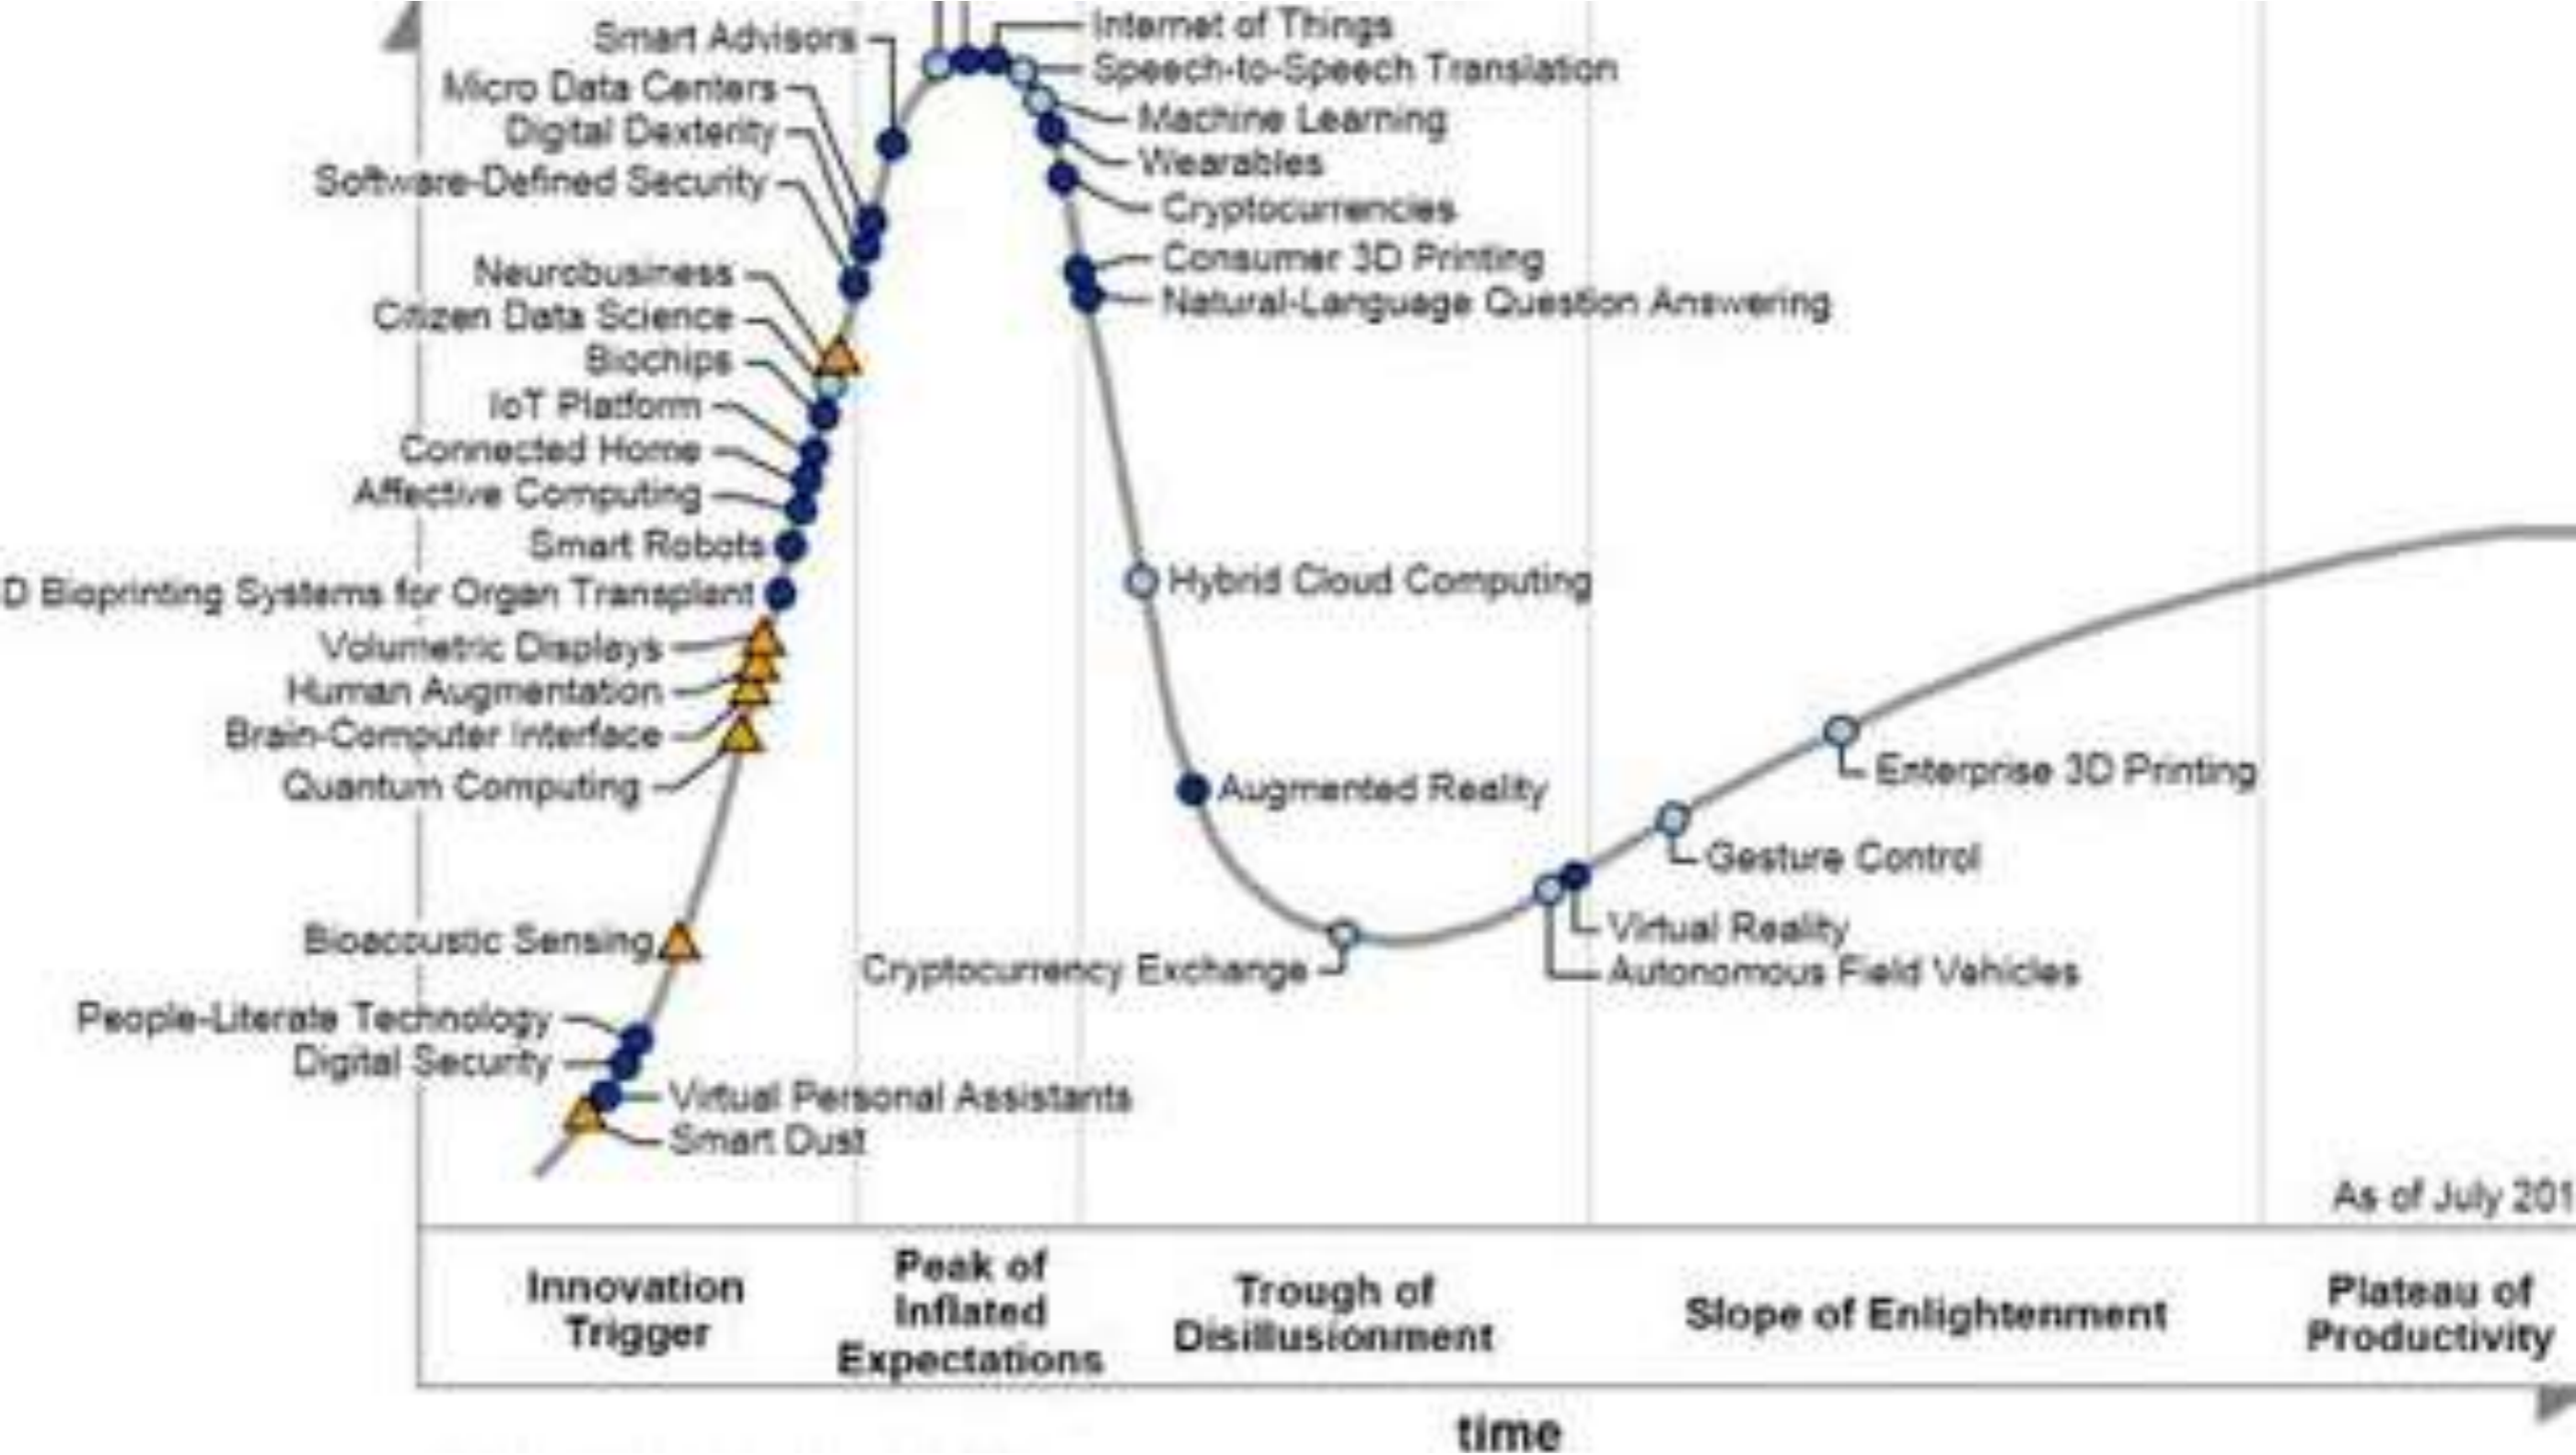 Smart Advisors
Micro Data Centers
Digital Dexterity
Software-Defined Security
Neurobusiness
Citizen Data Science
Biochips
IoT Platform
Connected Home
Affective Computing
Smart Robots
D Bioprinting Systems for Organ Transplant
Volumetric Displays
Human Augmentation
Brain-Computer Interface
Quantum Computing
Bioacoustic Sensing
People-Literate Technology
Digital Security
Virtual Personal Assistants
Smart Dust
Internet of Things
Speech-to-Speech Translation
Machine Learning
Wearables
Cryptocurrencies
Consumer 3D Printing
Natural-Language Question Answering
Hybrid Cloud Computing
Augmented Reality
Cryptocurrency Exchange
Enterprise 3D Printing
Gesture Control
Virtual Reality
Autonomous Field Vehicles
As of July 201
Innovation
Trigger
Peak of
Inflated
Expectations
Trough of
Disillusionment
Slope of Enlightenment
Plateau of
Productivity
time